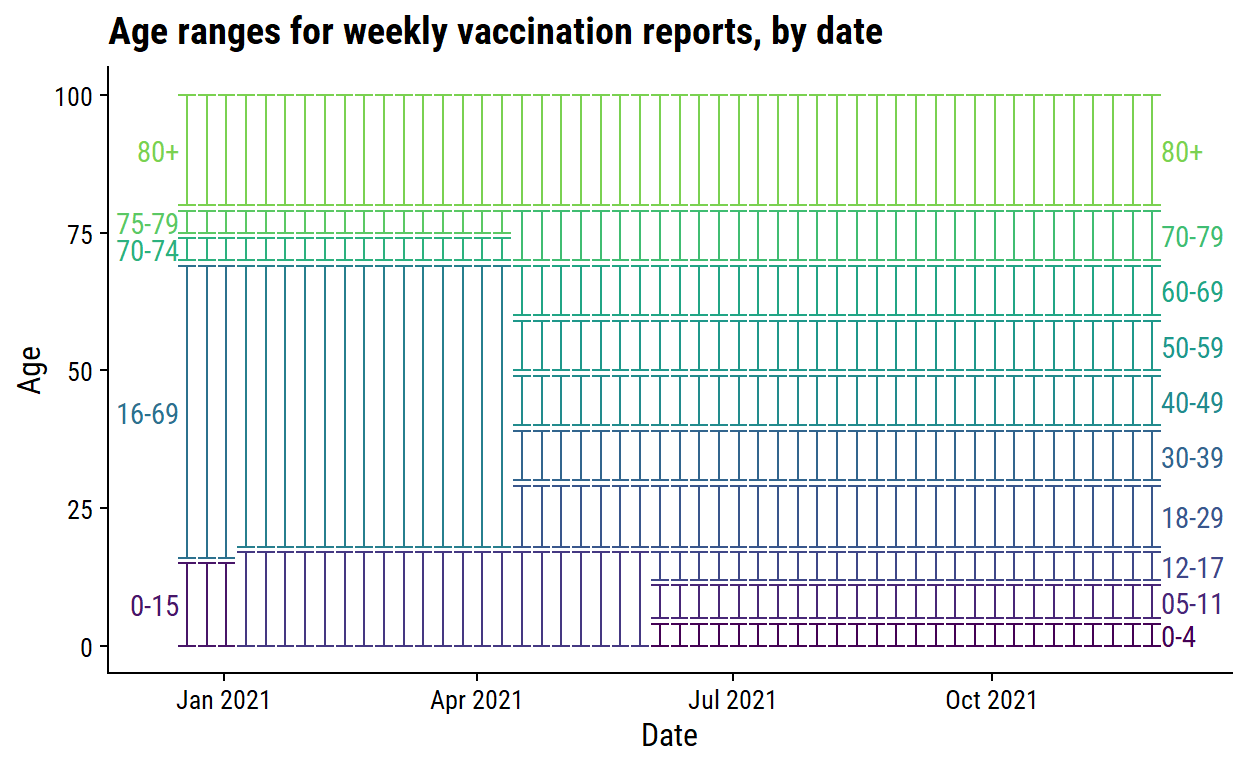 Age ranges for weekly vaccination reports, by date
100
80+
80+
75-79
75
70-79
70-74
60-69
50-59
Age
50
40-49
16-69
30-39
25
18-29
12-17
0-15
05-11
0-4
0
Jan 2021
Apr 2021
Jul 2021
Oct 2021
Date